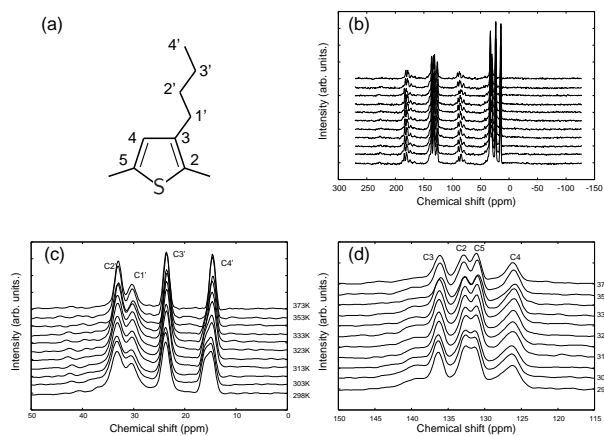 (a)
4'
3'
2'
1'
4
3
5
2
S
(b)
Intensity (arb. units.)
300 250 200 150 100 50 0 -50 -100 -150
Chemical shift (ppm)
(c)
C2'
C1'
C3'
C4'
373K
353K
333K
323K
313K
303K
298K
Intensity (arb. units.)
50 40 30 20 10 0
Chemical shift (ppm)
(d)
C3
C2
C5
C4
Intensity (arb. units.)
150 145 140 135 130 125 120 115
Chemical shift (ppm)